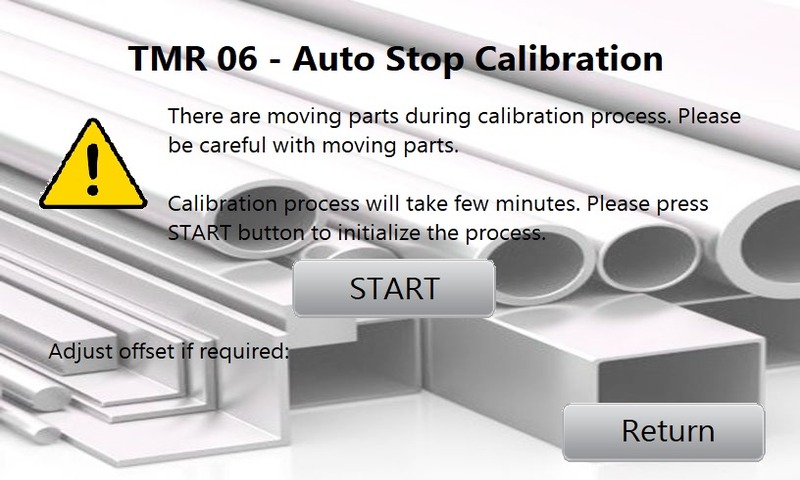 TMR 06 - Auto Stop Calibration
There are moving parts during calibration process. Please
be careful with moving parts.
Calibration process will take few minutes. Please press
START button to initialize the process.
START
Adjust offset if required:
Return